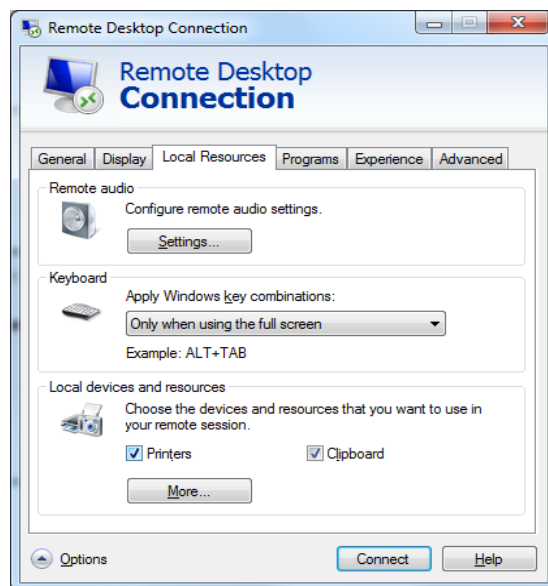 Remote Desktop Connection
Remote Desktop
Connection
General Display Local Resources Programs Experience Advanced
Remote audio
Configure remote audio settings.
Settings...
Keyboard
Apply Windows key combinations:
Only when using the full screen
Example: ALT+TAB
Local devices and resources
Choose the devices and resources that you want to use in
your remote session.
Printers Clipboard
More...
Options Connect Help